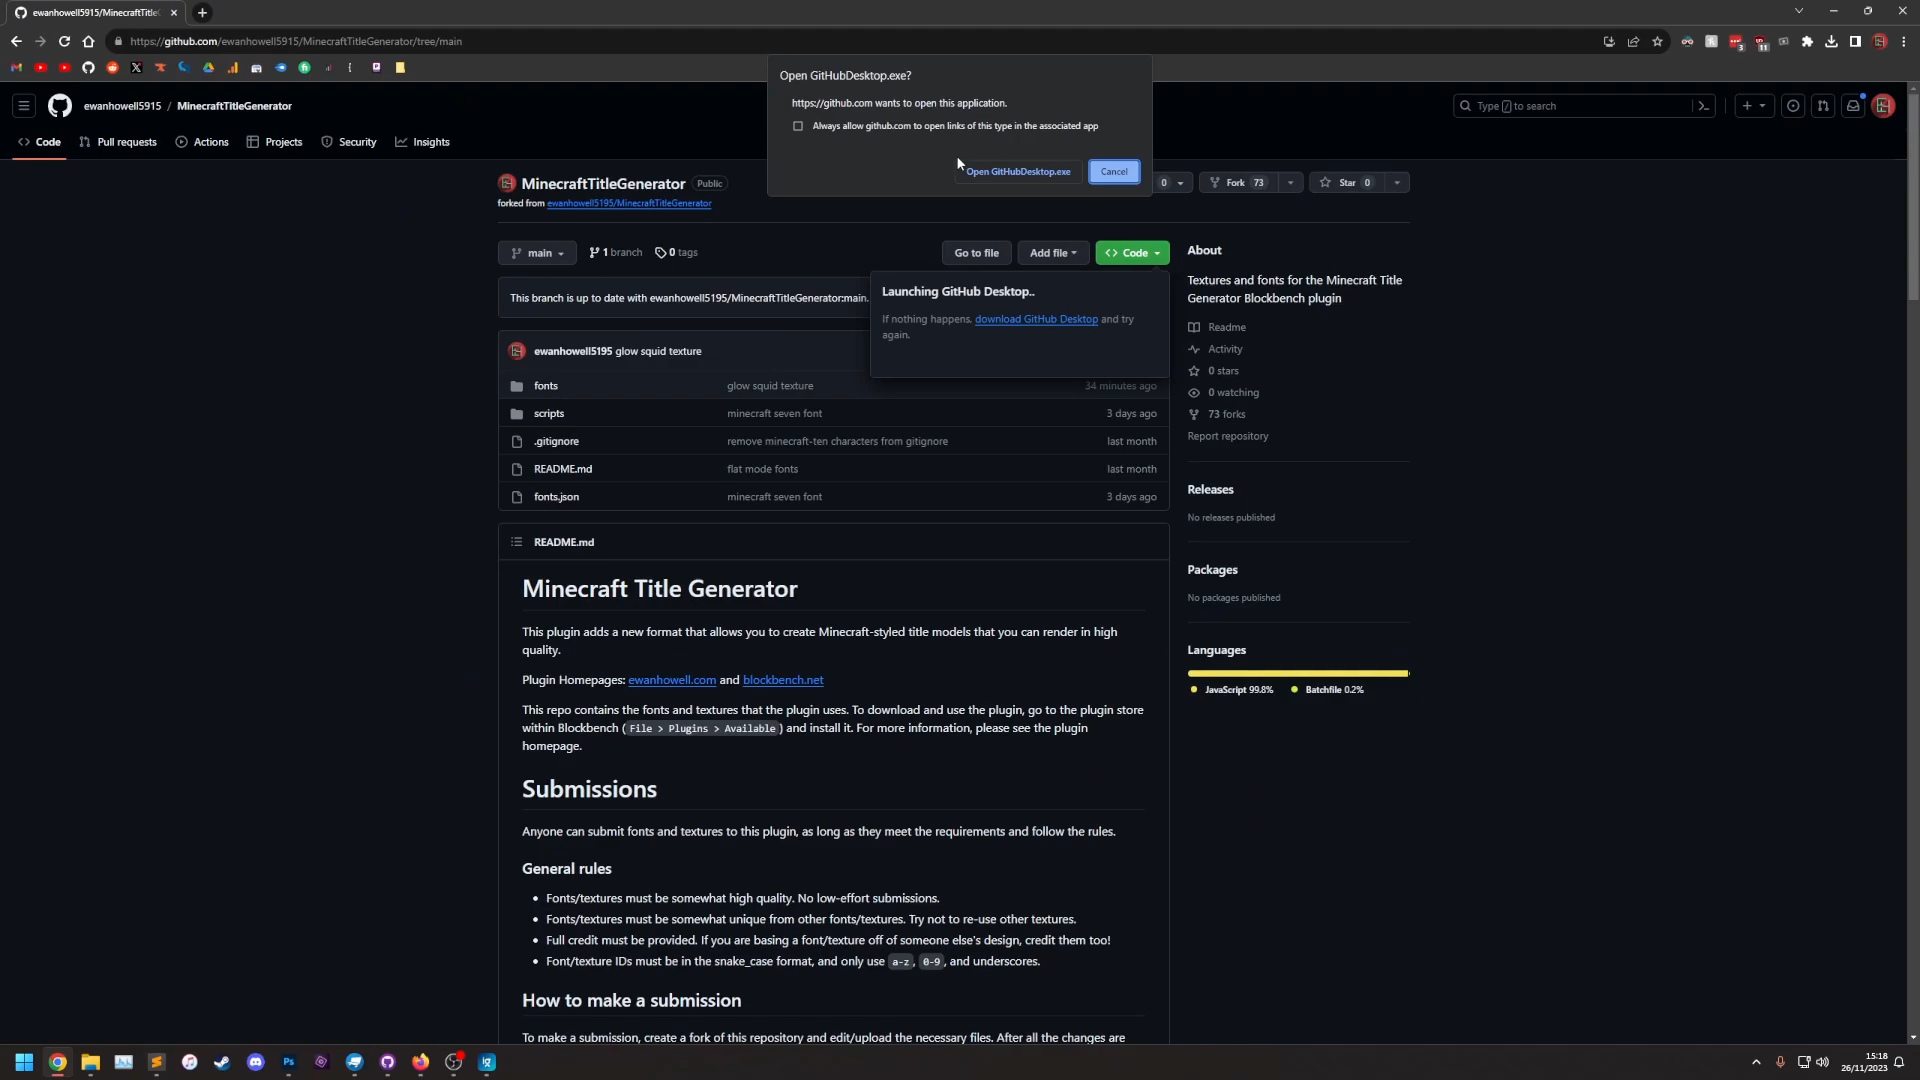 ewanhowell5915/MinecraftTitle
https://github.com/ewanhowell5915/MinecraftTitleGenerator/tree/main
Open GitHubDesktop.exe?
https://github.com wants to open this application.
Always allow github.com to open links of this type in the associated app
Open GitHubDesktop.exe
Cancel
ewanhowell5915 / MinecraftTitleGenerator
Type / to search
Code
Pull requests
Actions
Projects
Security
Insights
MinecraftTitleGenerator Public
forked from ewanhowell5195/MinecraftTitleGenerator
0
Fork 73
Star 0
main
1 branch
0 tags
Go to file
Add file
Code
This branch is up to date with ewanhowell5195/MinecraftTitleGenerator:main.
Launching GitHub Desktop..
If nothing happens, download GitHub Desktop and try
again.
ewanhowell5195 glow squid texture
fonts glow squid texture 34 minutes ago
scripts minecraft seven font 3 days ago
.gitignore remove minecraft-ten characters from gitignore last month
README.md flat mode fonts last month
fonts.json minecraft seven font 3 days ago
README.md
Minecraft Title Generator
This plugin adds a new format that allows you to create Minecraft-styled title models that you can render in high
quality.
Plugin Homepages: ewanhowell.com and blockbench.net
This repo contains the fonts and textures that the plugin uses. To download and use the plugin, go to the plugin store
within Blockbench ( File > Plugins > Available ) and install it. For more information, please see the plugin
homepage.
Submissions
Anyone can submit fonts and textures to this plugin, as long as they meet the requirements and follow the rules.
General rules
• Fonts/textures must be somewhat high quality. No low-effort submissions.
• Fonts/textures must be somewhat unique from other fonts/textures. Try not to re-use other textures.
• Full credit must be provided. If you are basing a font/texture off of someone else's design, credit them too!
• Font/texture IDs must be in the snake_case format, and only use a-z, 0-9, and underscores.
How to make a submission
To make a submission, create a fork of this repository and edit/upload the necessary files. After all the changes are
About
Textures and fonts for the Minecraft Title
Generator Blockbench plugin
Readme
Activity
0 stars
0 watching
73 forks
Report repository
Releases
No releases published
Packages
No packages published
Languages
JavaScript 99.8%
Batchfile 0.2%
15:18
26/11/2023